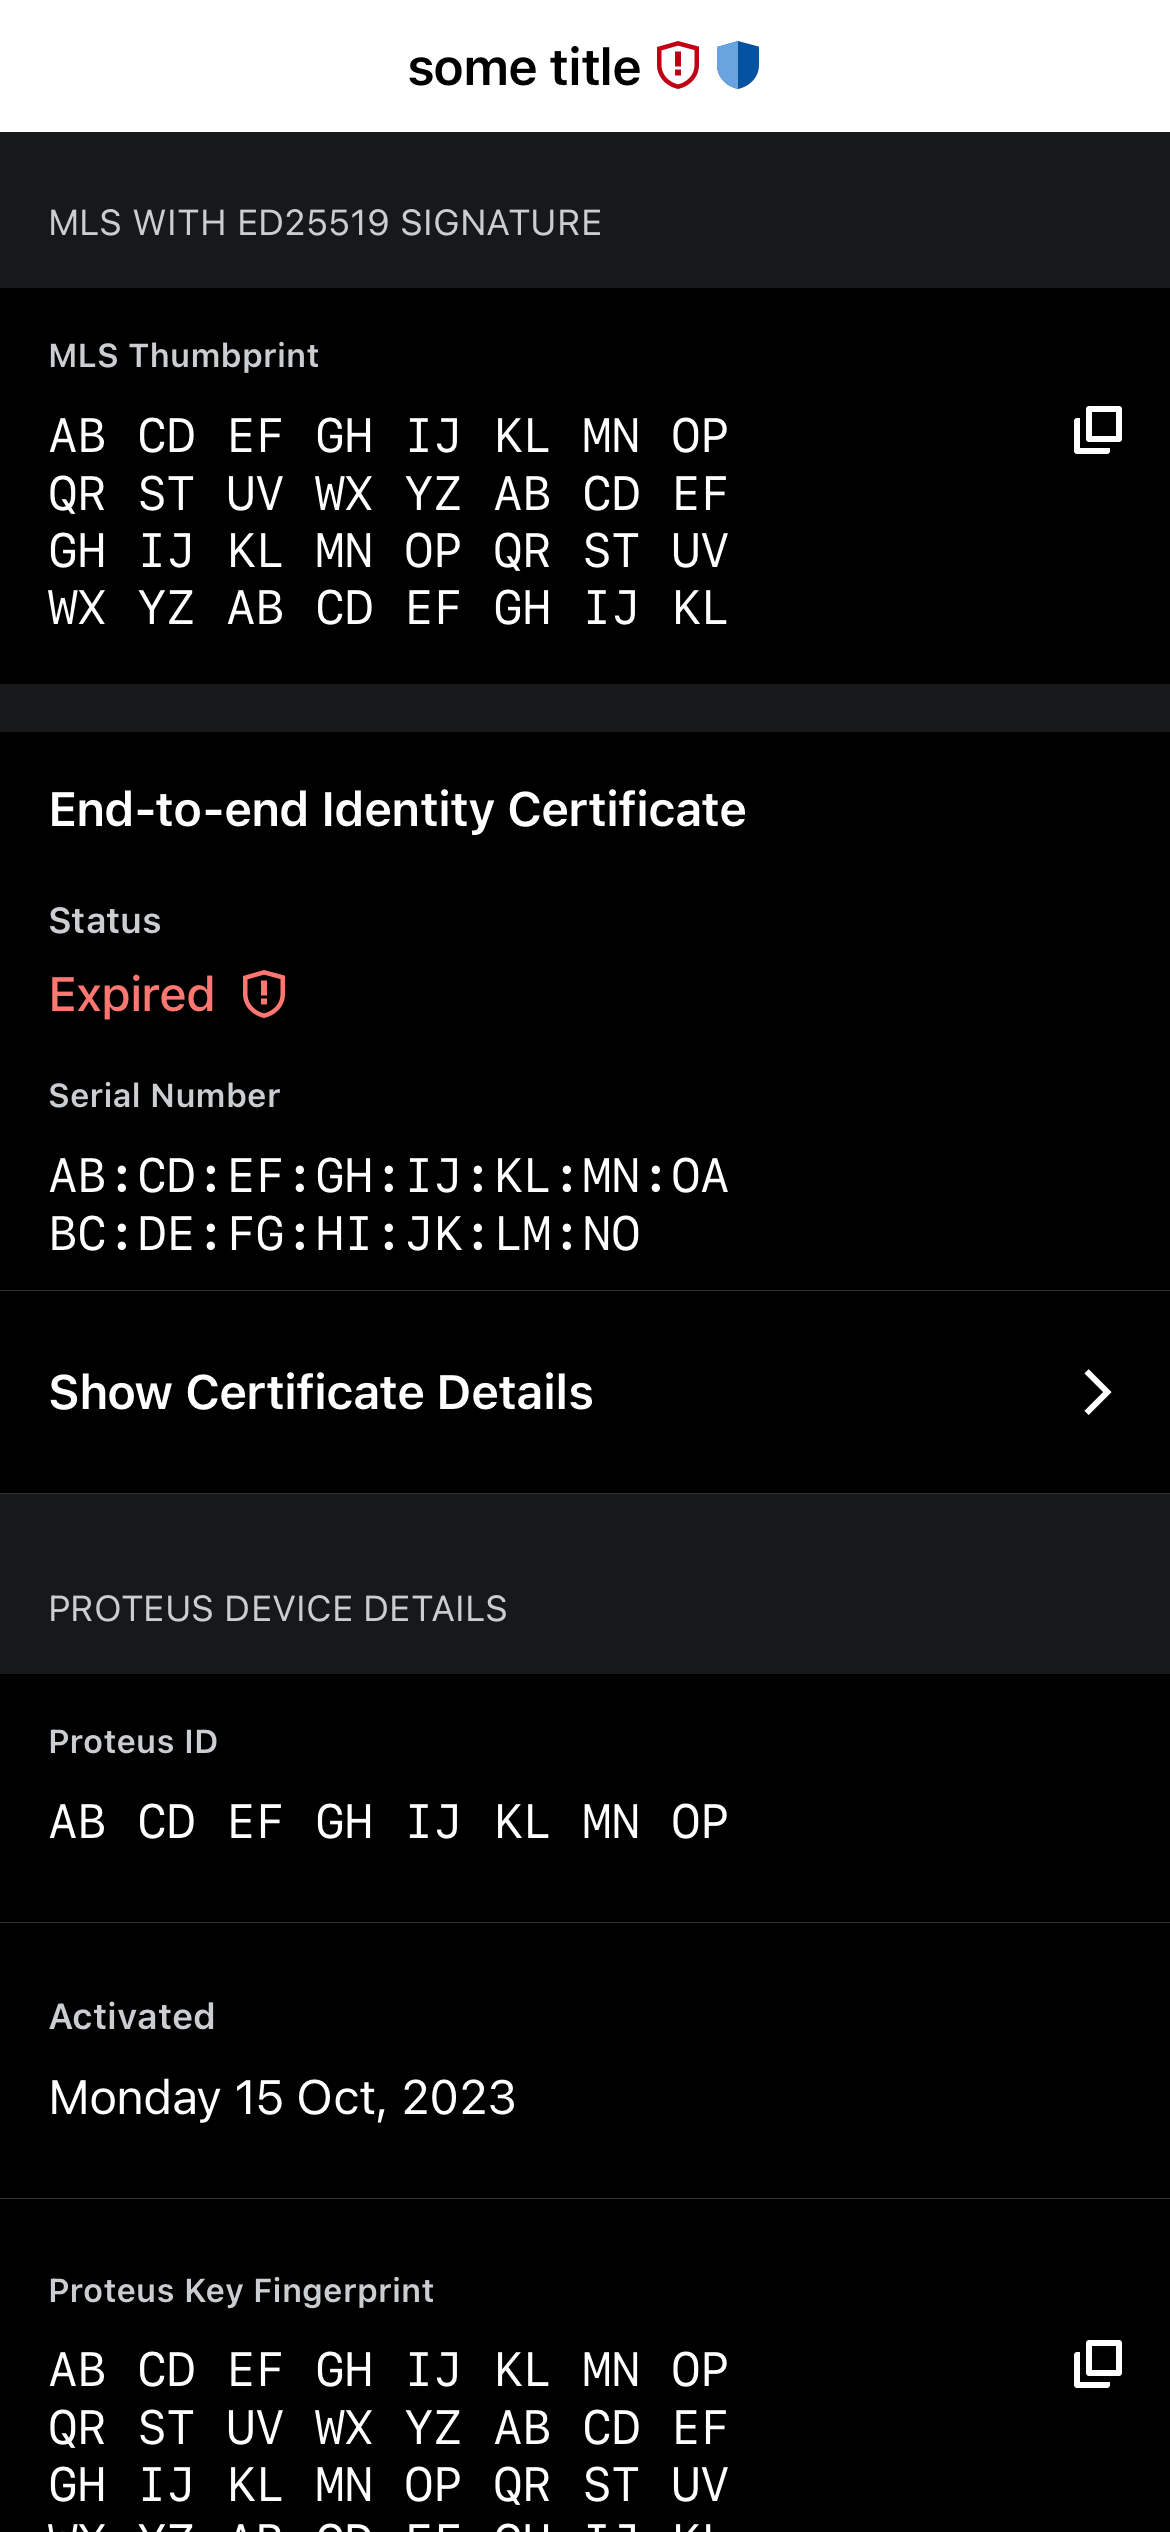 some title
MLS WITH ED25519 SIGNATURE
MLS Thumbprint
AB CD EF GH IJ KL MN OP
QR ST UV WX YZ AB CD EF
GH IJ KL MN OP QR ST UV
WX YZ AB CD EF GH IJ KL
End-to-end Identity Certificate
Status
Expired
Serial Number
AB:CD:EF:GH:IJ:KL:MN:OA
BC:DE:FG:HI:JK:LM:NO
Show Certificate Details
PROTEUS DEVICE DETAILS
Proteus ID
AB CD EF GH IJ KL MN OP
Activated
Monday 15 Oct, 2023
Proteus Key Fingerprint
AB CD EF GH IJ KL MN OP
QR ST UV WX YZ AB CD EF
GH IJ KL MN OP QR ST UV